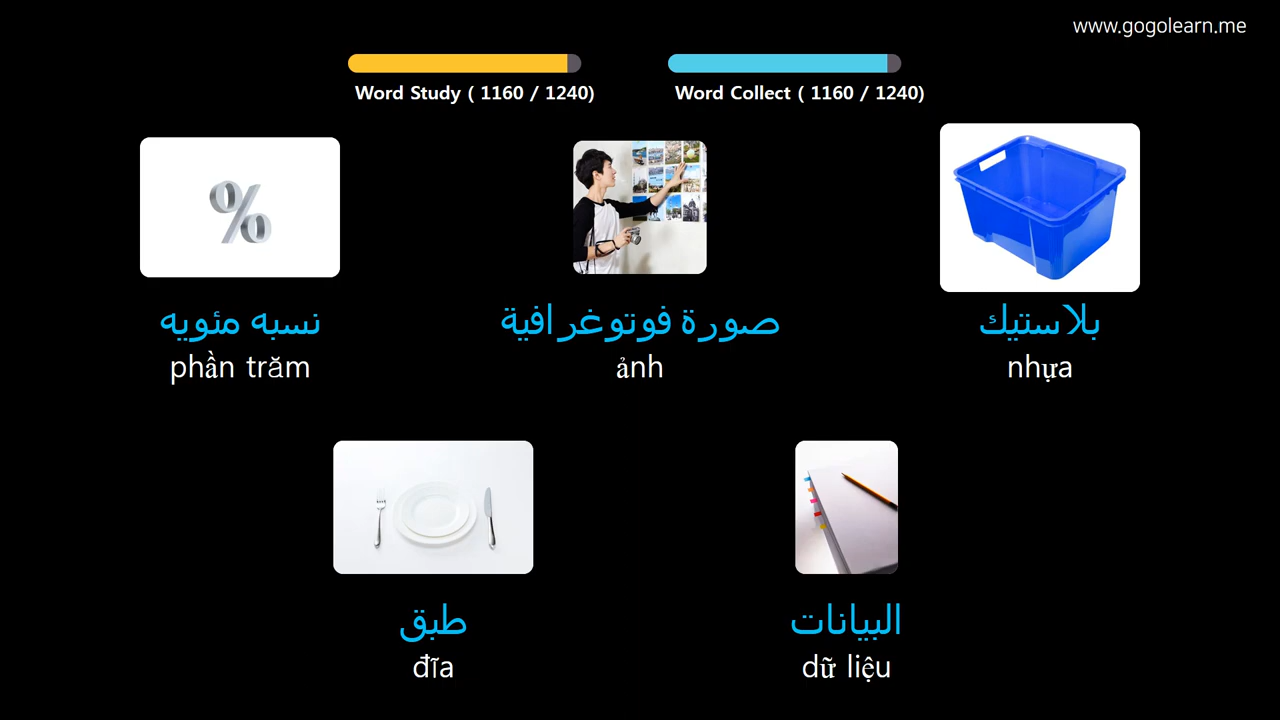 www.gogolearn.me
Word Study ( 1160 / 1240)
Word Collect ( 1160 / 1240)
%
نسبه مئويه
phần trăm
صورة فوتوغرافية
ảnh
بلاستيك
nhựa
طبق
đĩa
البيانات
dữ liệu